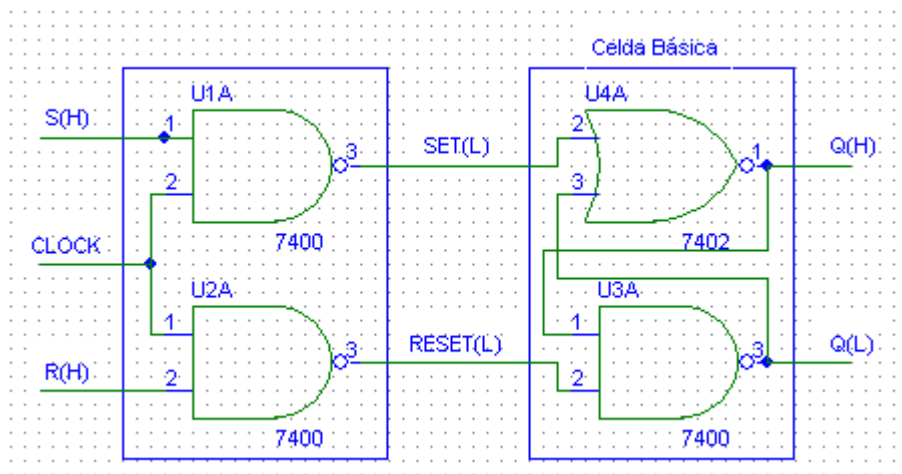 Celda Básica
U1A
U4A
S(H)
1
2
3
SET(L)
2
3
1
Q(H)
7400
7402
CLOCK
U2A
U3A
1
2
3
RESET(L)
1
2
3
Q(L)
R(H)
7400
7400